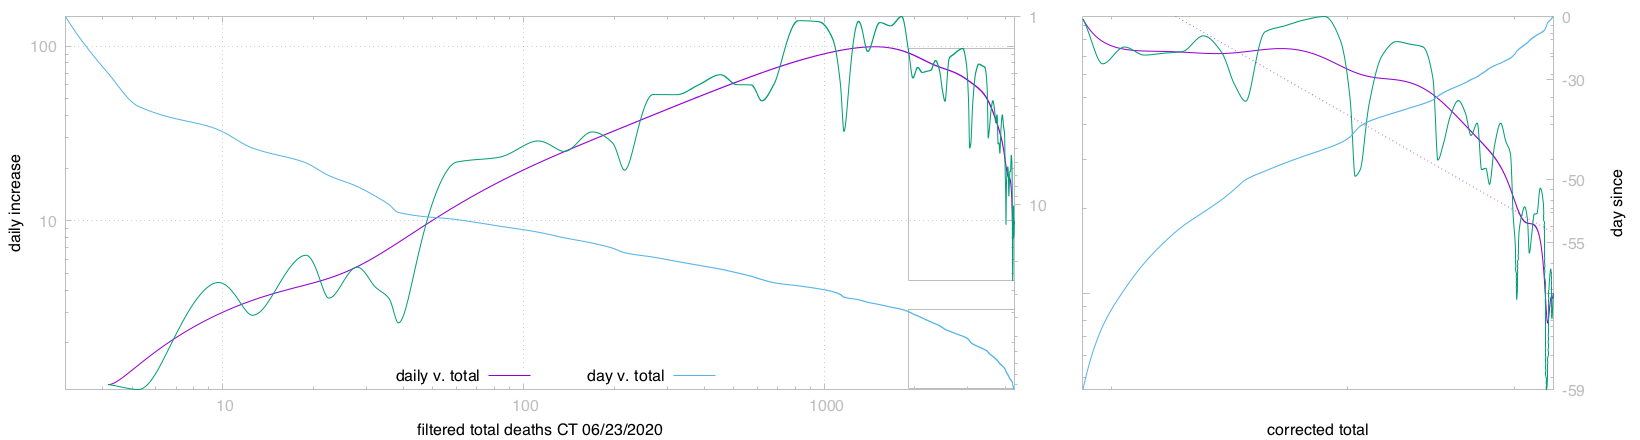 100
10
daily increase
10
100
1000
1
10
daily v. total
day v. total
filtered total deaths CT 06/23/2020
0
-30
-50
-55
-59
day since
corrected total